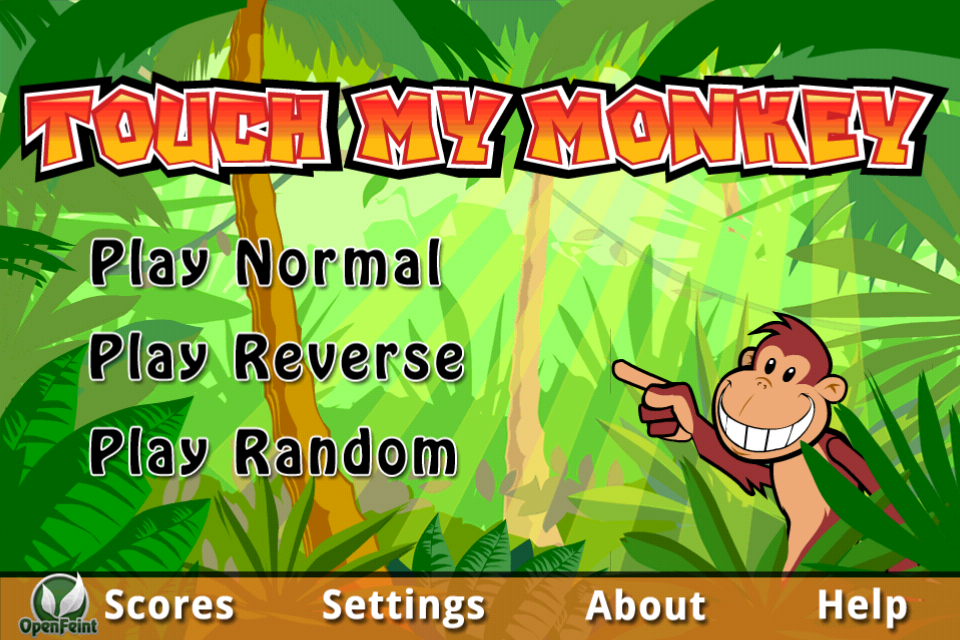 TOUCH MY MONKEY
Play Normal
Play Reverse
Play Random
OpenFeint
Scores Settings About Help